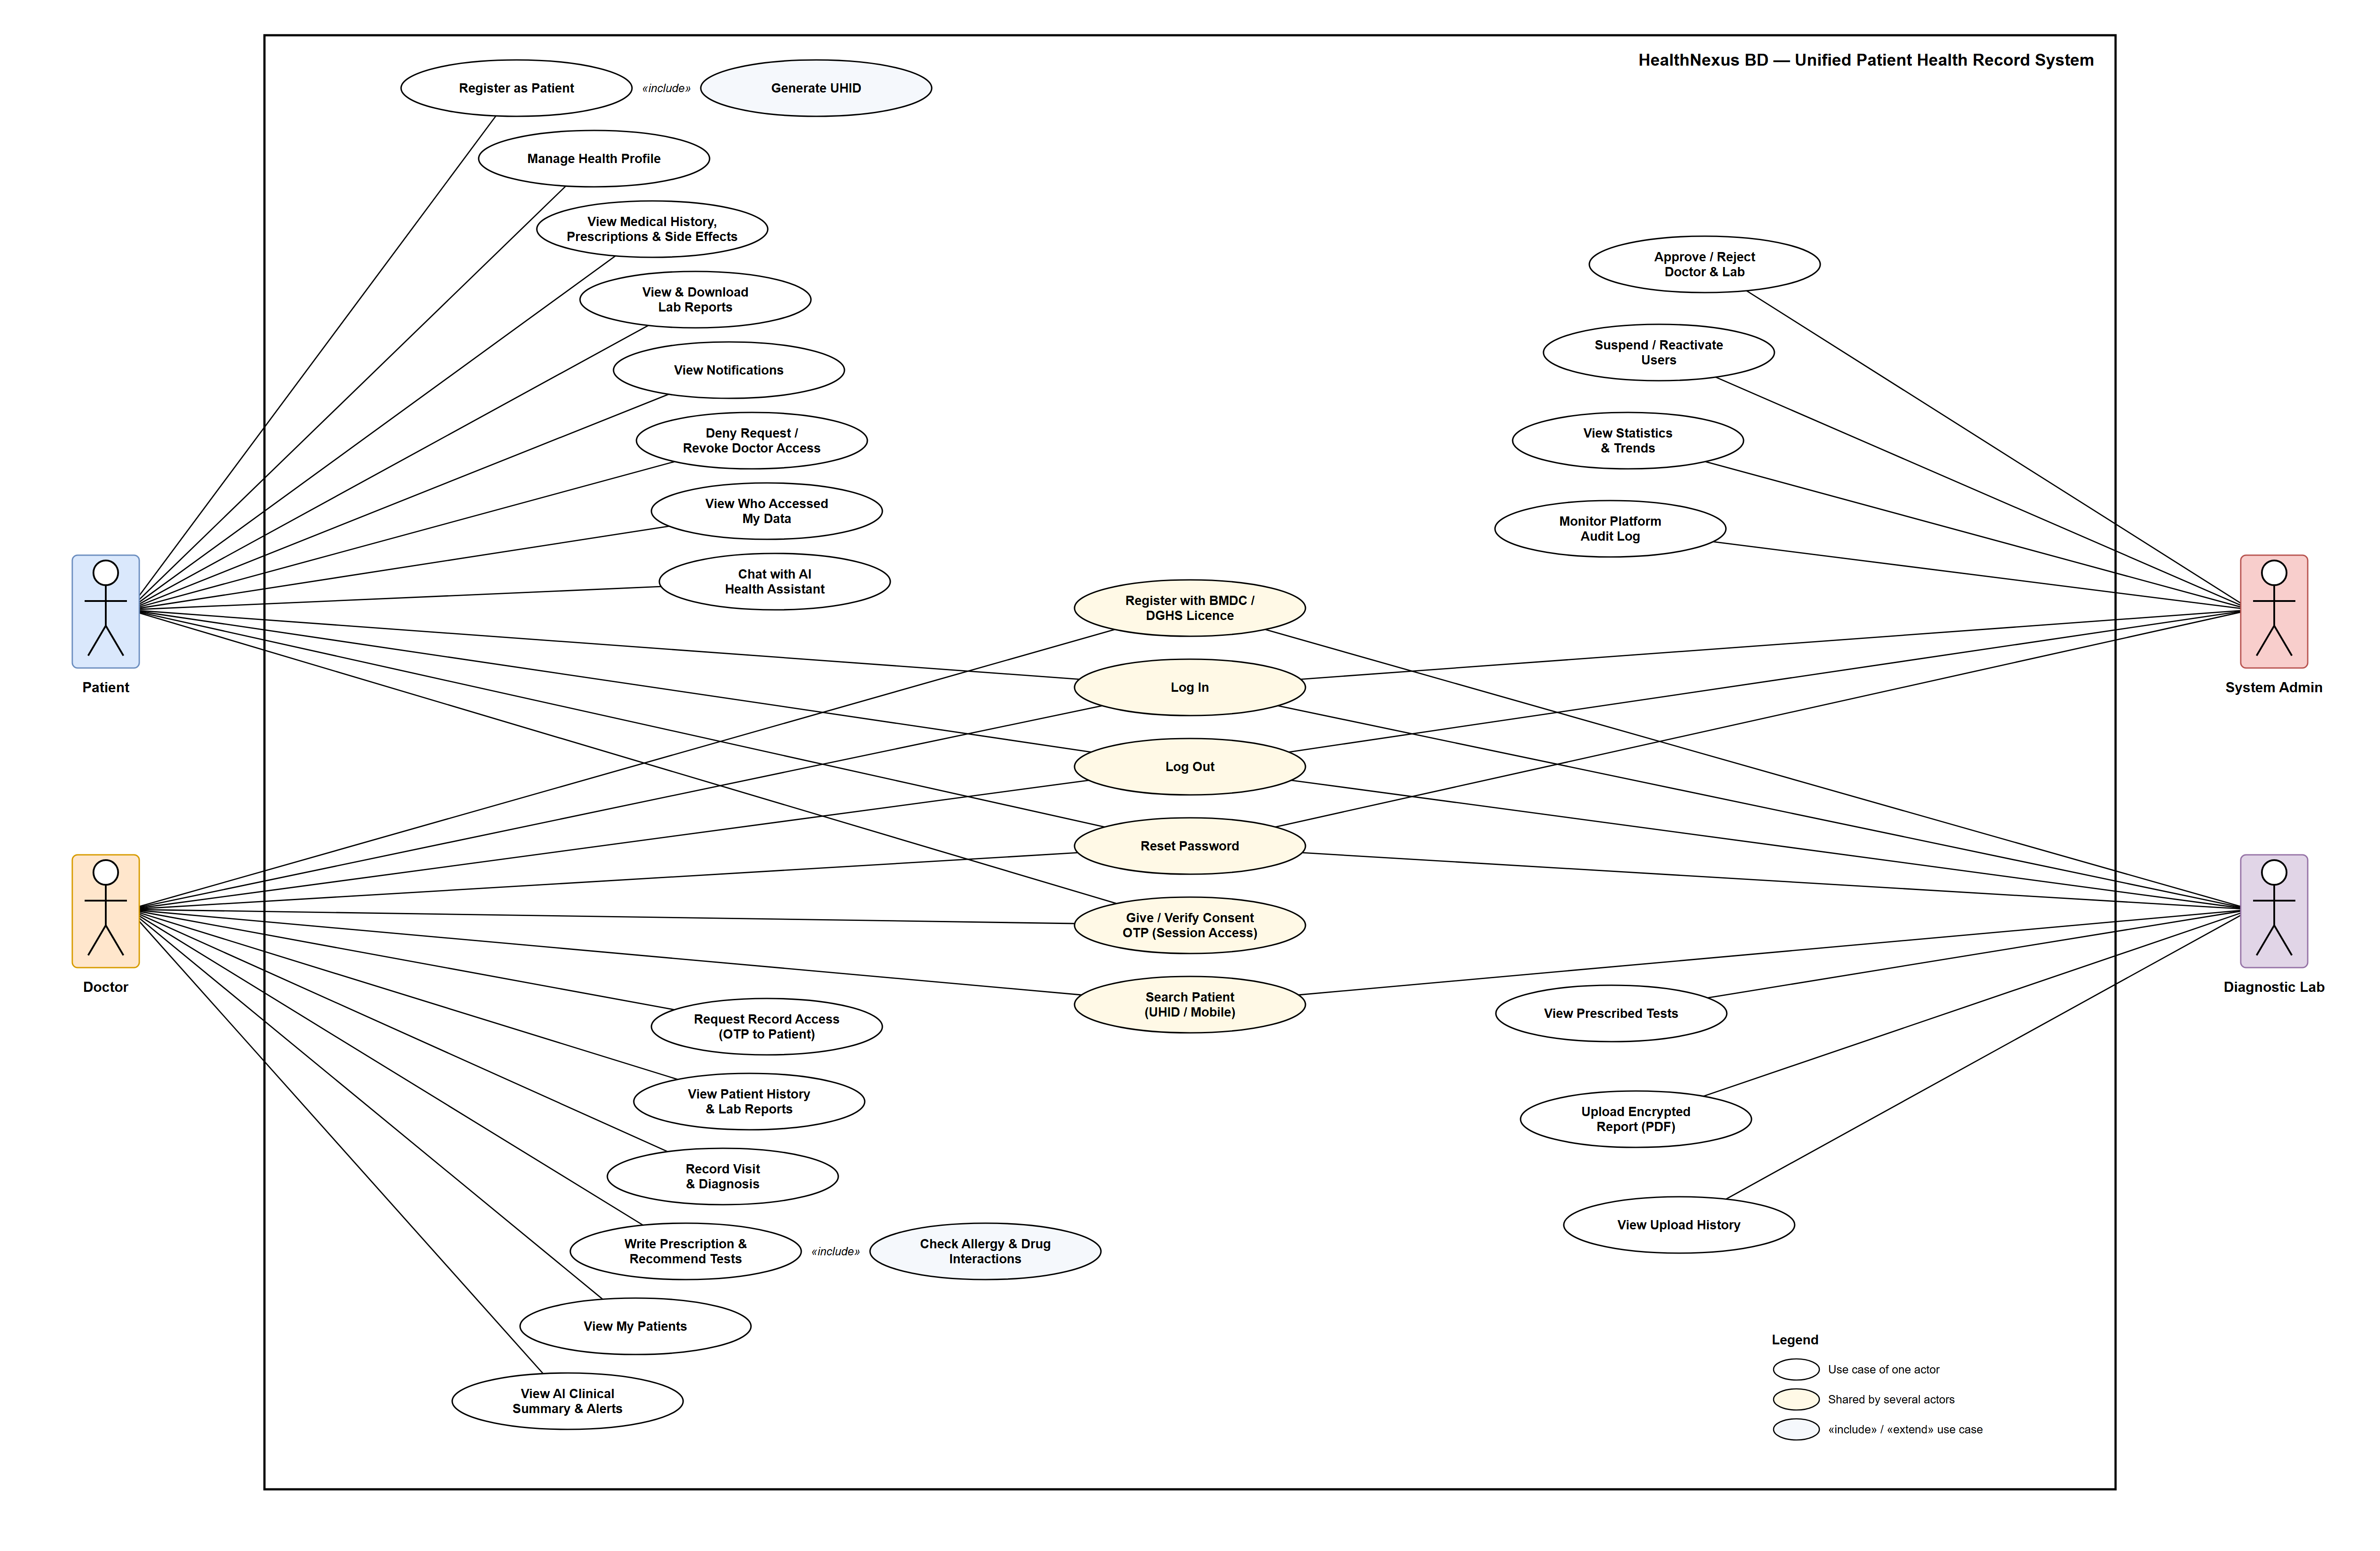 HealthNexus BD — Unified Patient Health Record System
Register as Patient
«include»
Generate UHID
Manage Health Profile
View Medical History,
Prescriptions & Side Effects
View & Download
Lab Reports
View Notifications
Deny Request /
Revoke Doctor Access
View Who Accessed
My Data
Chat with AI
Health Assistant
Approve / Reject
Doctor & Lab
Suspend / Reactivate
Users
View Statistics
& Trends
Monitor Platform
Audit Log
Patient
System Admin
Register with BMDC /
DGHS Licence
Log In
Log Out
Reset Password
Give / Verify Consent
OTP (Session Access)
Search Patient
(UHID / Mobile)
Doctor
Diagnostic Lab
Request Record Access
(OTP to Patient)
View Patient History
& Lab Reports
Record Visit
& Diagnosis
Write Prescription &
Recommend Tests
«include»
Check Allergy & Drug
Interactions
View My Patients
View AI Clinical
Summary & Alerts
View Prescribed Tests
Upload Encrypted
Report (PDF)
View Upload History
Legend
Use case of one actor
Shared by several actors
«include» / «extend» use case